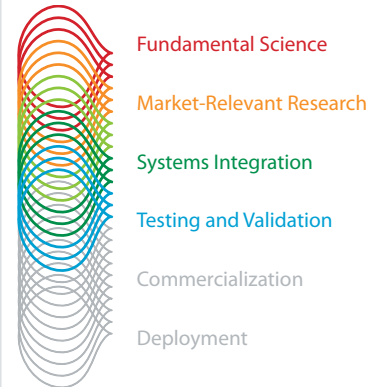 Fundamental Science
Market-Relevant Research
Systems Integration
Testing and Validation
Commercialization
Deployment